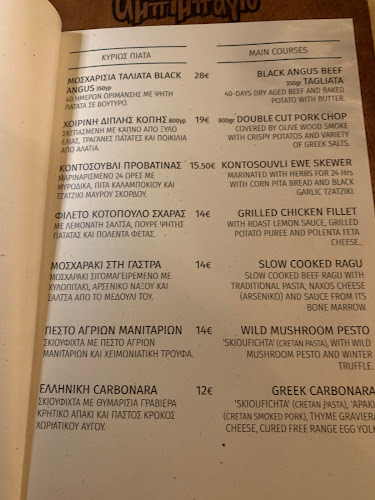 ΚΥΡΙΩΣ ΠΙΑΤΑ
MAIN COURSES
ΜΟΣΧΑΡΙΣΙΑ ΤΑΛΙΑΤΑ BLACK
ANGUS 350γρ
40 ΗΜΕΡΩΝ ΩΡΙΜΑΝΣΗΣ ΜΕ ΨΗΤΗ
ΠΑΤΑΤΑ ΣΕ ΒΟΥΤΥΡΟ.
28€
BLACK ANGUS BEEF
350gr TAGLIATA
40-DAYS DRY AGED BEEF AND BAKED
POTATO WITH BUTTER.
ΧΟΙΡΙΝΗ ΔΙΠΛΗΣ ΚΟΠΗΣ 800γρ
ΣΚΕΠΑΣΜΕΝΗ ΜΕ ΚΑΠΝΟ ΑΠΟ ΞΥΛΟ
ΕΛΙΑΣ, ΤΡΑΓΑΝΕΣ ΠΑΤΑΤΕΣ ΚΑΙ ΠΟΙΚΙΛΙΑ
ΑΠΟ ΑΛΑΤΙΑ.
19€
800gr DOUBLE CUT PORK CHOP
COVERED BY OLIVE WOOD SMOKE
WITH CRISPY POTATOS AND VARIETY
OF GREEK SALTS.
ΚΟΝΤΟΣΟΥΒΛΙ ΠΡΟΒΑΤΙΝΑΣ
ΜΑΡΙΝΑΡΙΣΜΕΝΟ 24 ΩΡΕΣ ΜΕ
ΜΥΡΩΔΙΚΑ, ΠΙΤΑ ΚΑΛΑΜΠΟΚΙΟΥ ΚΑΙ
ΤΖΑΤΖΙΚΙ ΜΑΥΡΟΥ ΣΚΟΡΔΟΥ.
15.50€
KONTOSOUVLI EWE SKEWER
MARINATED WITH HERBS FOR 24.Hrs
WITH CORN PITA BREAD AND BLACK
GARLIC TZATZIKI.
ΦΙΛΕΤΟ ΚΟΤΟΠΟΥΛΟ ΣΧΑΡΑΣ
ΜΕ ΛΕΜΟΝΑΤΗ ΣΑΛΤΣΑ, ΠΟΥΡΕ ΨΗΤΗΣ
ΠΑΤΑΤΑΣ ΚΑΙ ΠΟΛΕΝΤΑ ΦΕΤΑΣ.
14€
GRILLED CHICKEN FILLET
WITH ROAST LEMON SAUCE, GRILLED
POTATO PUREE AND POLENTA FETA
CHEESE..
ΜΟΣΧΑΡΑΚΙ ΣΤΗ ΓΑΣΤΡΑ
ΜΟΣΧΑΡΑΚΙ ΣΙΓΟΜΑΓΕΙΡΕΜΕΝΟ ΜΕ
ΧΥΛΟΠΙΤΑΚΙ, ΑΡΣΕΝΙΚΟ ΝΑΞΟΥ ΚΑΙ
ΣΑΛΤΣΑ ΑΠΟ ΤΟ ΜΕΔΟΥΛΙ ΤΟΥ.
14€
SLOW COOKED RAGU
SLOW COOKED BEEF RAGU WITH
TRADITIONAL PASTA, NAXOS CHEESE
(ARSENIKO) AND SAUCE FROM ITS
BONE MARROW.
ΠΕΣΤΟ ΑΓΡΙΩΝ ΜΑΝΙΤΑΡΙΩΝ
ΣΚΙΟΥΦΙΧΤΑ ΜΕ ΠΕΣΤΟ ΑΓΡΙΩΝ
ΜΑΝΙΤΑΡΙΩΝ ΚΑΙ ΧΕΙΜΩΝΙΑΤΙΚΗ ΤΡΟΥΦΑ.
14€
WILD MUSHROOM PESTO
'SKIOUFICHTA' (CRETAN PASTA), WITH WILD
MUSHROOM PESTO AND WINTER
TRUFFLE.
ΕΛΛΗΝΙΚΗ CARBONARA
ΣΚΙΟΥΦΙΧΤΑ ΜΕ ΘΥΜΑΡΙΣΙΑ ΓΡΑΒΙΕΡΑ
ΚΡΗΤΙΚΟ ΑΠΑΚΙ ΚΑΙ ΠΑΣΤΟΣ ΚΡΟΚΟΣ
ΧΩΡΙΑΤΙΚΟΥ ΑΥΓΟΥ.
12€
GREEK CARBONARA
'SKIOUFICHTA' (CRETAN PASTA), 'APAKI
(CRETAN SMOKED PORK), THYME GRAVIERA
CHEESE, CURED FREE RANGE EGG YOLK